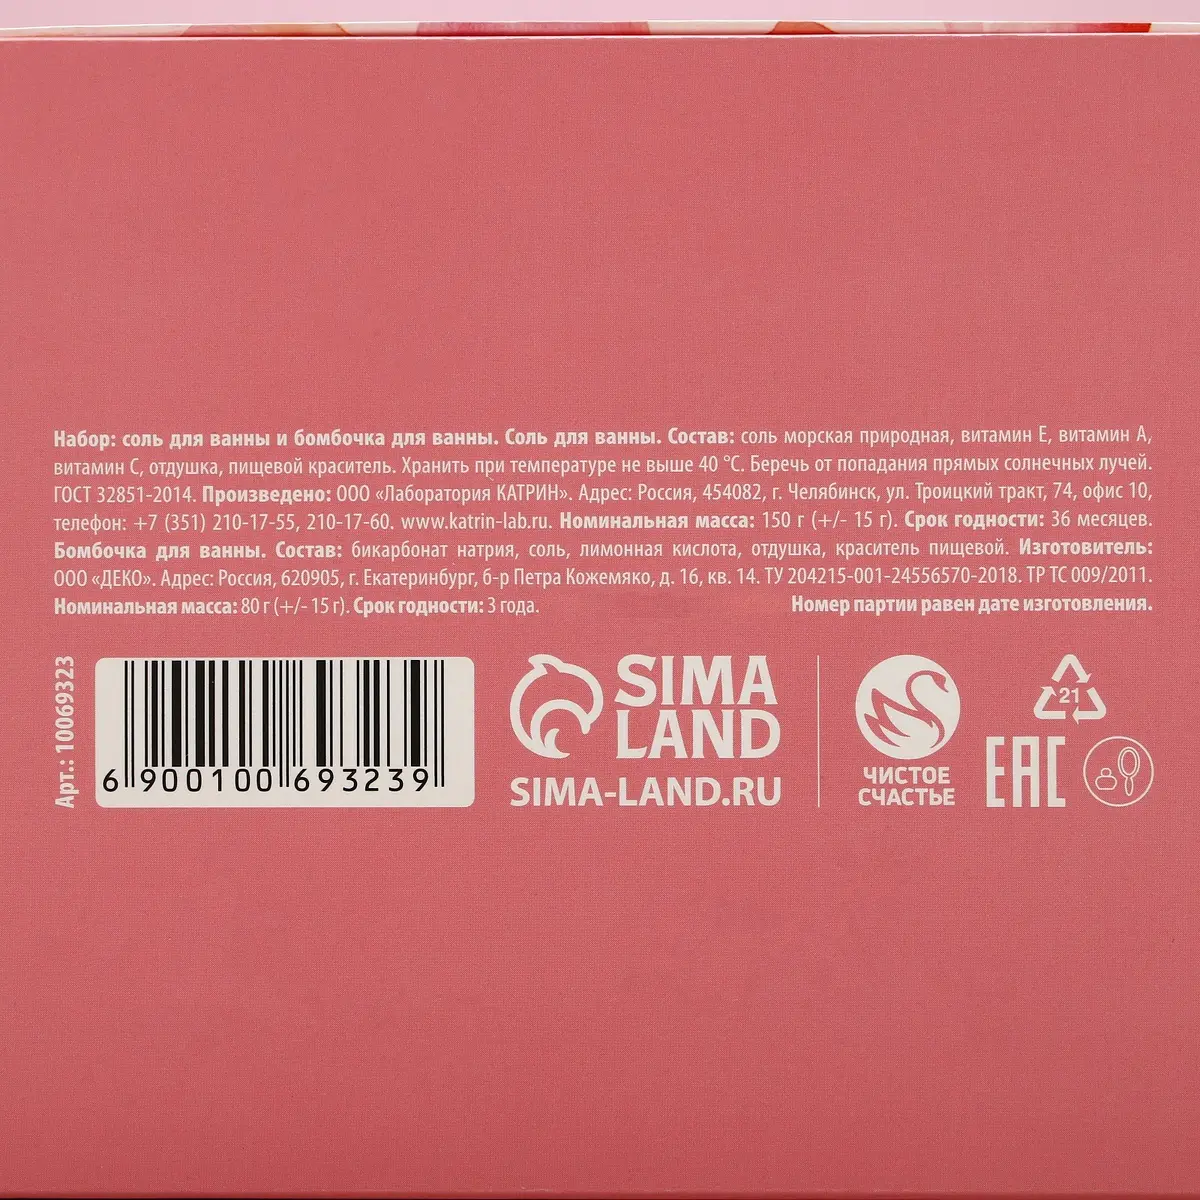 Набор: соль для ванны и бомбочка для ванны. Соль для ванны. Состав: соль морская природная, витамин Е, витамин А,
витамин С, отдушка, пищевой краситель. Хранить при температуре не выше 40 °С. Беречь от попадания прямых солнечных лучей.
ГОСТ 32851-2014. Произведено: ООО «Лаборатория КАТРИН». Адрес: Россия, 454082, г. Челябинск, ул. Троицкий тракт, 74, офис 10,
телефон: +7 (351) 210-17-55, 210-17-60. www.katrin-lab.ru. Номинальная масса: 150 г (+/- 15 г). Срок годности: 36 месяцев.
Бомбочка для ванны. Состав: бикарбонат натрия, соль, лимонная кислота, отдушка, краситель пищевой. Изготовитель:
ООО «ДЕКО». Адрес: Россия, 620905, г. Екатеринбург, б-р Петра Кожемяко, д. 16, кв. 14. ТУ 204215-001-24556570-2018. ТР ТС 009/2011.
Номинальная масса: 80 г (+/- 15 г). Срок годности: 3 года. Номер партии равен дате изготовления.
Арт.: 10069323
6 900100 693239
SIMA
LAND
SIMA-LAND.RU
ЧИСТОЕ
СЧАСТЬЕ
21
EAC